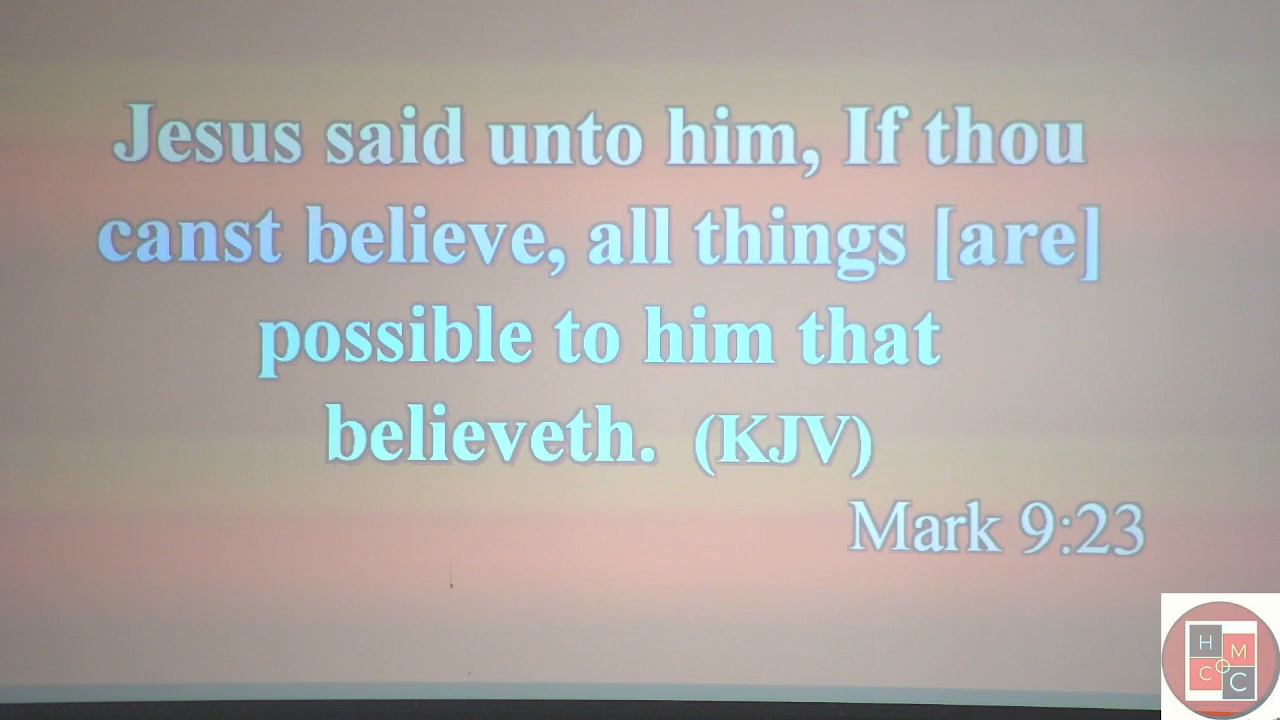 Jesus said unto him, If thou
canst believe, all things [are]
possible to him that
believeth. (KJV)
Mark 9:23
H M
C O C